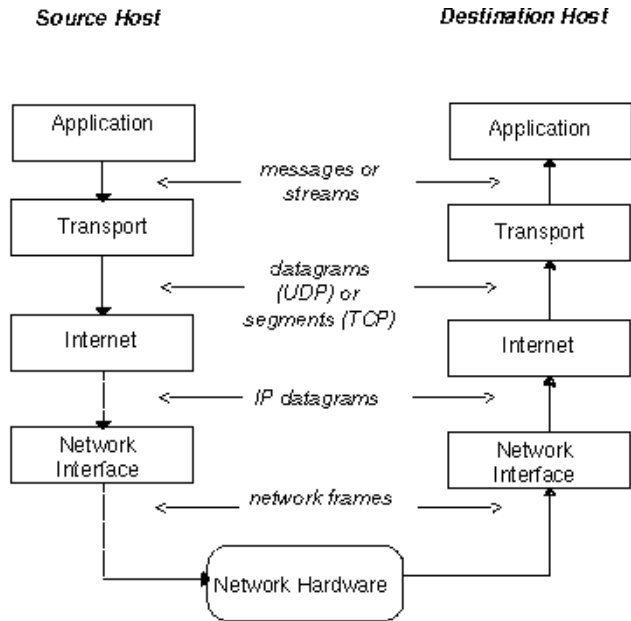 Source Host
Destination Host
Application
Application
messages or
streams
Transport
Transport
datagrams
(UDP) or
segments (TCP)
Internet
Internet
IP datagrams
Network
Interface
Network
Interface
network frames
Network Hardware